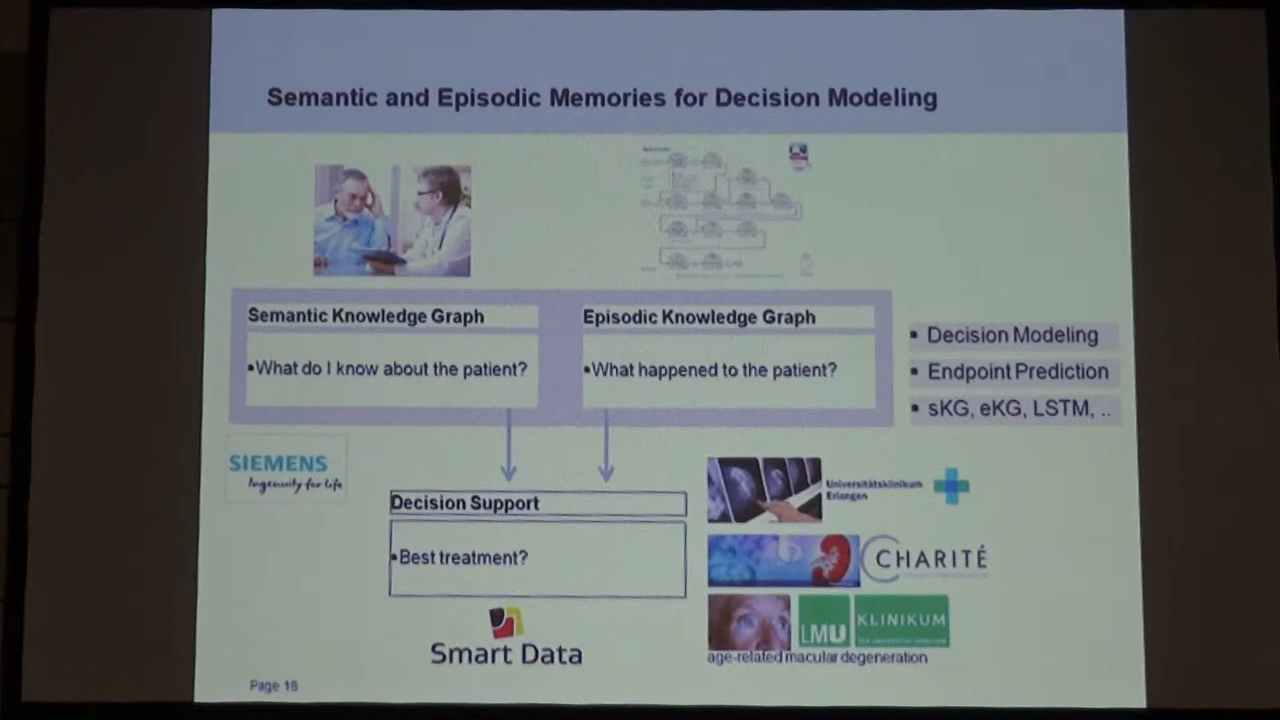 Semantic and Episodic Memories for Decision Modeling
Semantic Knowledge Graph
•What do I know about the patient?
Episodic Knowledge Graph
•What happened to the patient?
▪ Decision Modeling
▪ Endpoint Prediction
▪ sKG, eKG, LSTM, ..
SIEMENS
Ingenuity for life
Decision Support
•Best treatment?
Smart Data
Universitätsklinikum
Erlangen
CHARITÉ
LMU
KLINIKUM
age-related macular degeneration
Page 18